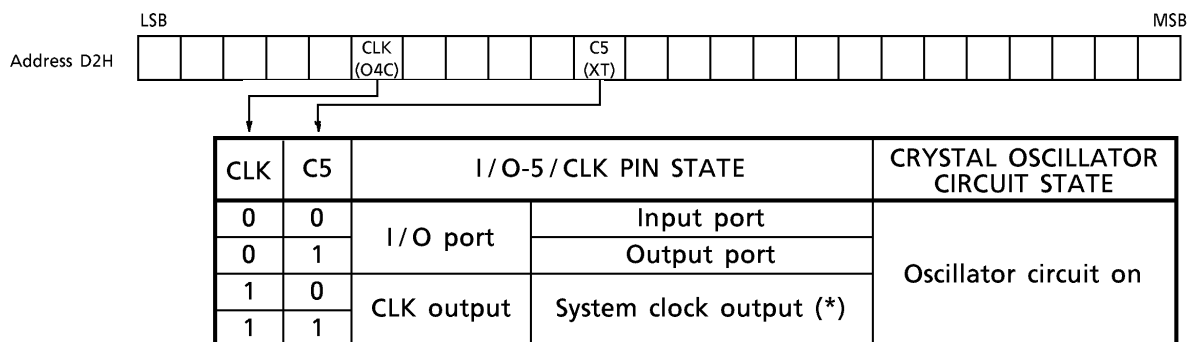 LSB MSB
Address D2H CLK (O4C) C5 (XT)
CLK C5 I/O-5/CLK PIN STATE CRYSTAL OSCILLATOR CIRCUIT STATE
0 0 I/O port Input port Oscillator circuit on
0 1 Output port
1 0 CLK output System clock output (*)
1 1